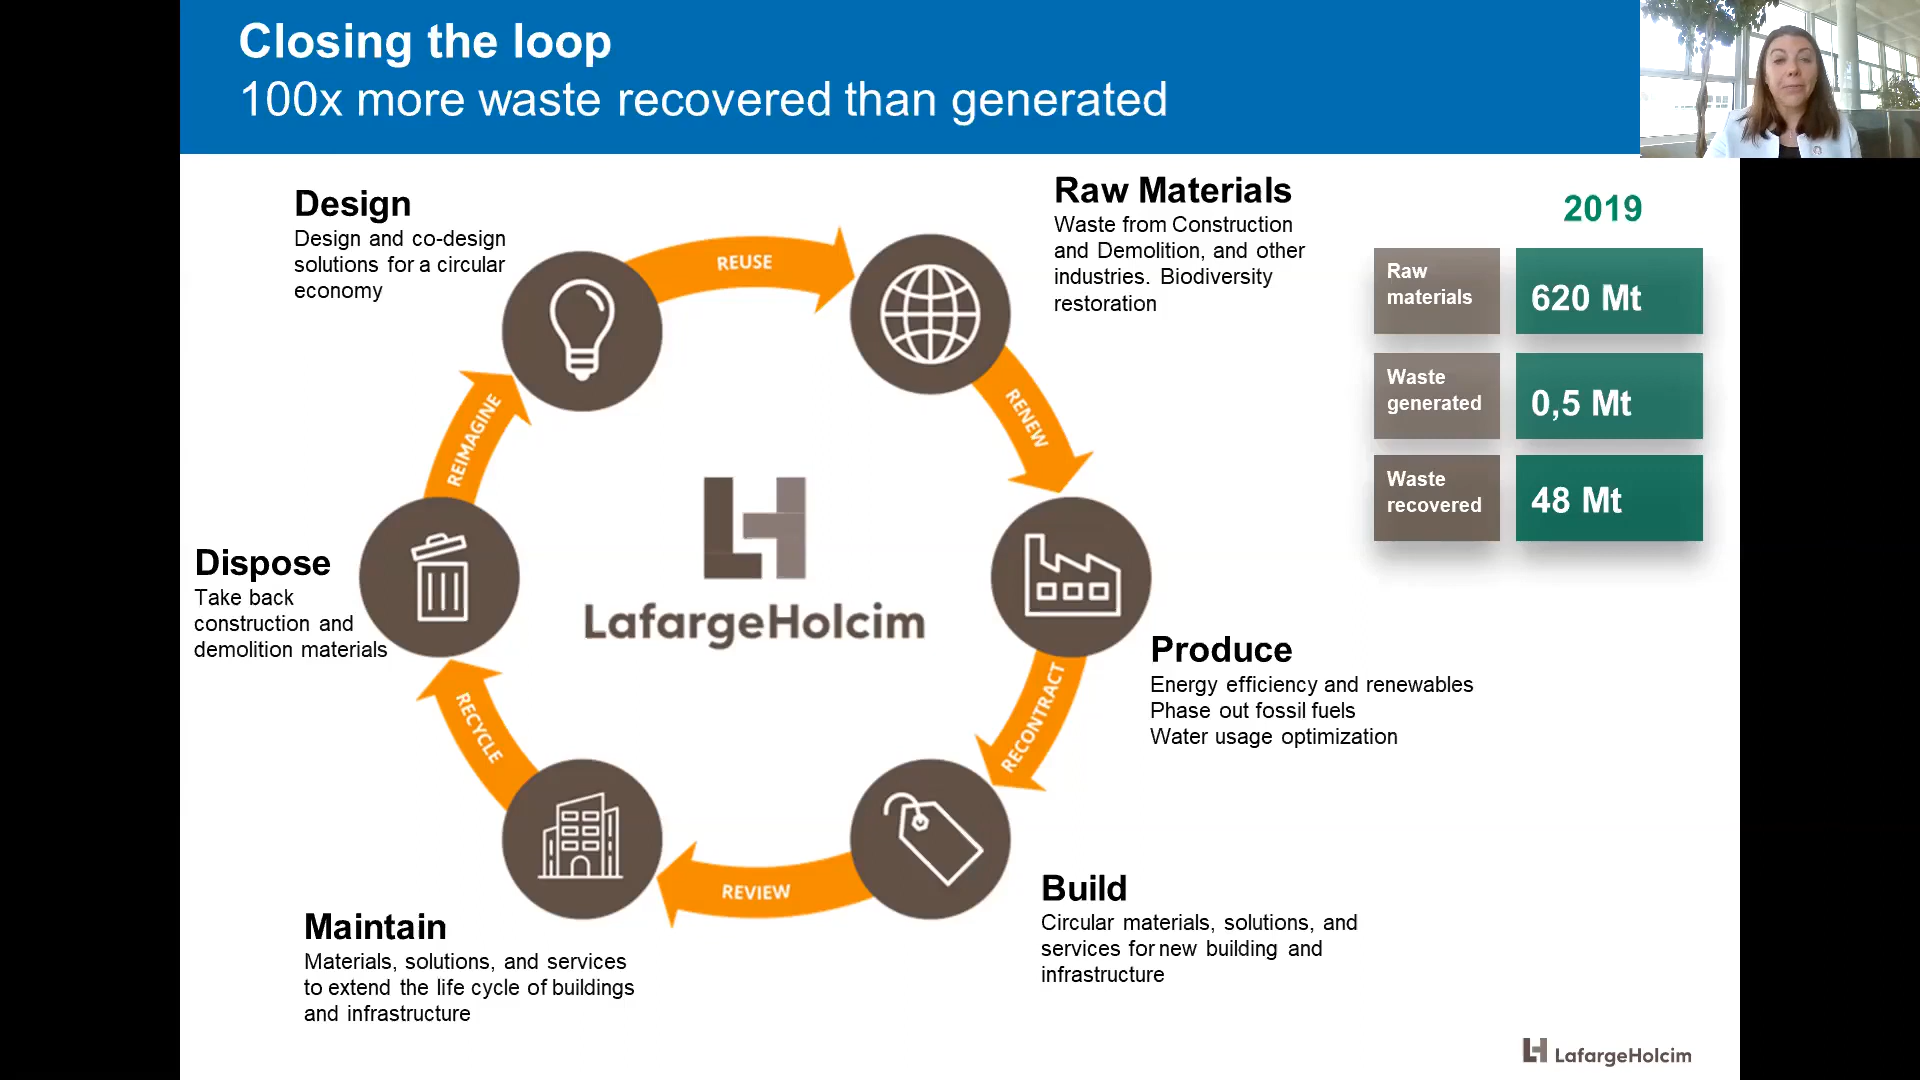 Closing the loop
100x more waste recovered than generated
Design
Design and co-design
solutions for a circular
economy
REUSE
Raw Materials
Waste from Construction
and Demolition, and other
industries. Biodiversity
restoration
2019
Raw
materials
620 Mt
Waste
generated
0,5 Mt
Waste
recovered
48 Mt
RENEW
REIMAGINE
LafargeHolcim
Dispose
Take back
construction and
demolition materials
Produce
Energy efficiency and renewables
Phase out fossil fuels
Water usage optimization
RECONTRACT
RECYCLE
REVIEW
Build
Circular materials, solutions, and
services for new building and
infrastructure
Maintain
Materials, solutions, and services
to extend the life cycle of buildings
and infrastructure
LafargeHolcim